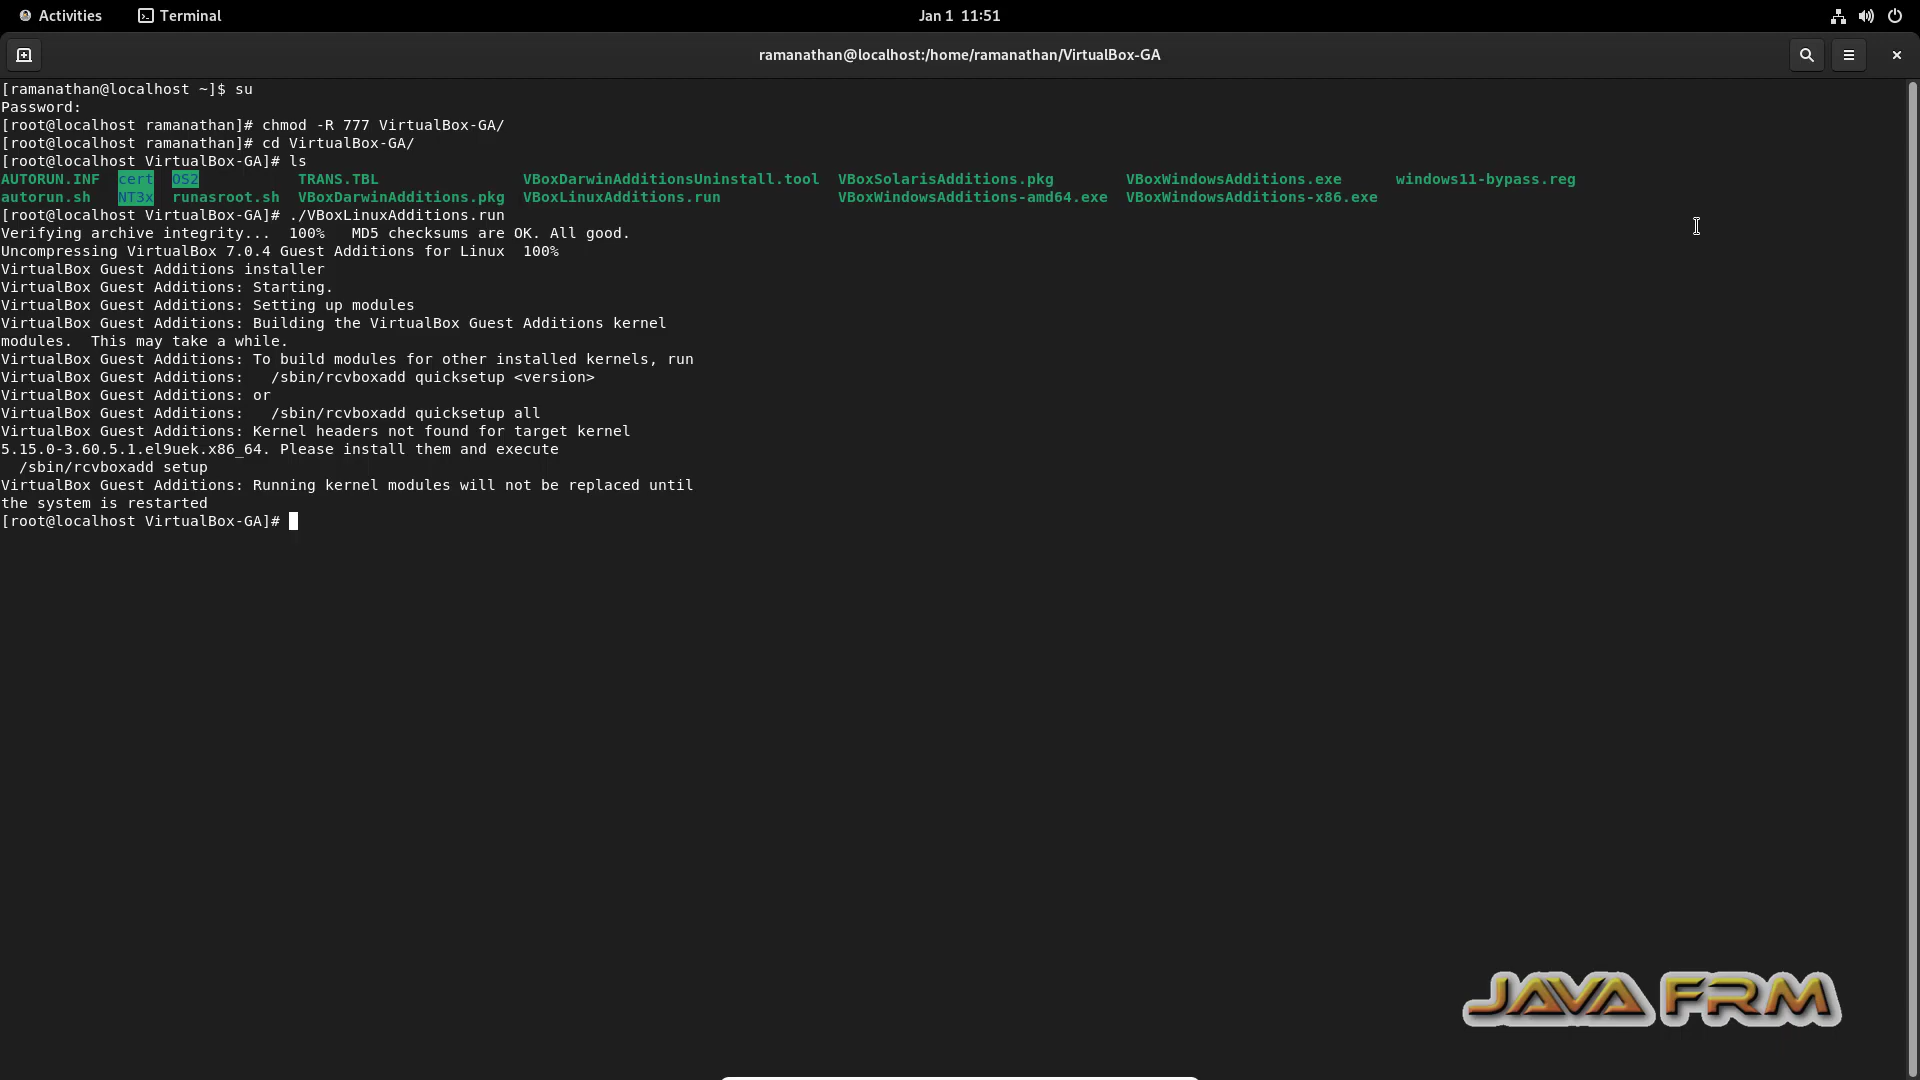 Activities Terminal Jan 1 11:51
ramanathan@localhost:/home/ramanathan/VirtualBox-GA
[ramanathan@localhost ~]$ su
Password:
[root@localhost ramanathan]# chmod -R 777 VirtualBox-GA/
[root@localhost ramanathan]# cd VirtualBox-GA/
[root@localhost VirtualBox-GA]# ls
AUTORUN.INF cert OS2 TRANS.TBL VBoxDarwinAdditionsUninstall.tool VBoxSolarisAdditions.pkg VBoxWindowsAdditions.exe windows11-bypass.reg
autorun.sh NT3x runasroot.sh VBoxDarwinAdditions.pkg VBoxLinuxAdditions.run VBoxWindowsAdditions-amd64.exe VBoxWindowsAdditions-x86.exe
[root@localhost VirtualBox-GA]# ./VBoxLinuxAdditions.run
Verifying archive integrity... 100% MD5 checksums are OK. All good.
Uncompressing VirtualBox 7.0.4 Guest Additions for Linux 100%
VirtualBox Guest Additions installer
VirtualBox Guest Additions: Starting.
VirtualBox Guest Additions: Setting up modules
VirtualBox Guest Additions: Building the VirtualBox Guest Additions kernel
modules. This may take a while.
VirtualBox Guest Additions: To build modules for other installed kernels, run
VirtualBox Guest Additions: /sbin/rcvboxadd quicksetup <version>
VirtualBox Guest Additions: or
VirtualBox Guest Additions: /sbin/rcvboxadd quicksetup all
VirtualBox Guest Additions: Kernel headers not found for target kernel
5.15.0-3.60.5.1.el9uek.x86_64. Please install them and execute
/sbin/rcvboxadd setup
VirtualBox Guest Additions: Running kernel modules will not be replaced until
the system is restarted
[root@localhost VirtualBox-GA]#
JAVA FRM